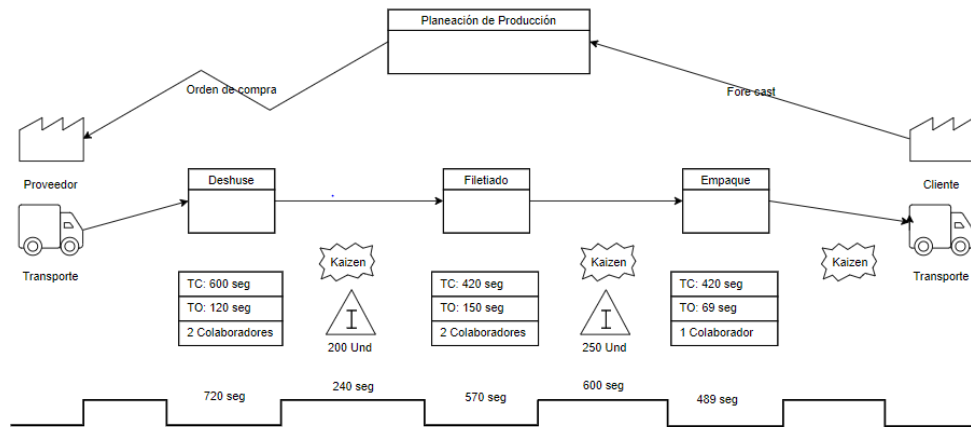 Planeación de Producción
Orden de compra
Fore cast
Proveedor
Deshuse
Filetiado
Empaque
Cliente
Transporte
Kaizen
Kaizen
Kaizen
Transporte
TC: 600 seg
TO: 120 seg
2 Colaboradores
I
200 Und
TC: 420 seg
TO: 150 seg
2 Colaboradores
I
250 Und
TC: 420 seg
TO: 69 seg
1 Colaborador
720 seg
240 seg
570 seg
600 seg
489 seg